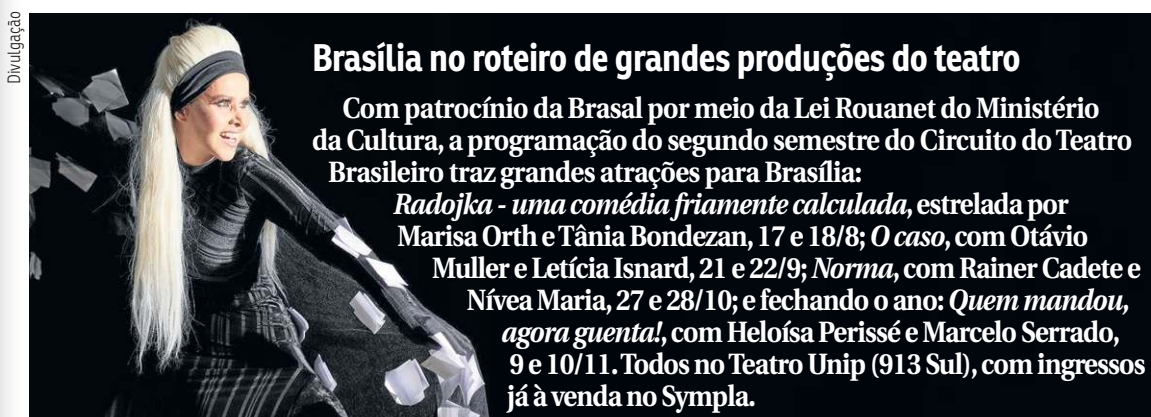 Divulgação
Brasília no roteiro de grandes produções do teatro
Com patrocínio da Brasal por meio da Lei Rouanet do Ministério
da Cultura, a programação do segundo semestre do Circuito do Teatro
Brasileiro traz grandes atrações para Brasília:
Radojka - uma comédia friamente calculada, estrelada por
Marisa Orth e Tânia Bondezan, 17 e 18/8; O caso, com Otávio
Muller e Letícia Isnard, 21 e 22/9; Norma, com Rainer Cadete e
Nívea Maria, 27 e 28/10; e fechando o ano: Quem mandou,
agora guenta!, com Heloísa Perissé e Marcelo Serrado,
9 e 10/11. Todos no Teatro Unip (913 Sul), com ingressos
já à venda no Sympla.